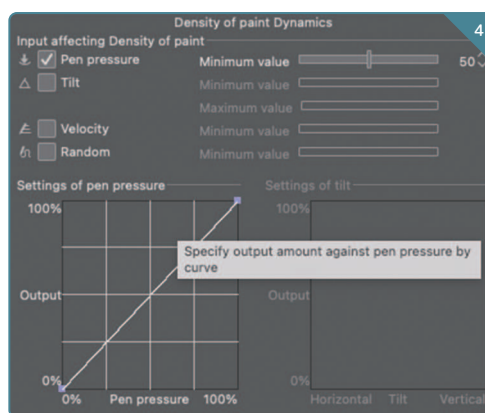 Density of paint Dynamics
4
Input affecting Density of paint
Pen pressure Minimum value 50
Tilt Minimum value
Maximum value
Velocity Minimum value
Random Minimum value
Settings of pen pressure Settings of tilt
100% 100%
Specify output amount against pen pressure by
curve
Output Output
0% 0%
0% Pen pressure 100% Horizontal Tilt Vertical